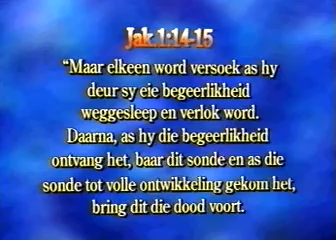 Jak.1:14-15
“Maar elkeen word versoek as hy
deur sy eie begeerlikheid
weggesleep en verlok word.
Daarna, as hy die begeerlikheid
ontvang het, baar dit sonde en as die
sonde tot volle ontwikkeling gekom het,
bring dit die dood voort.